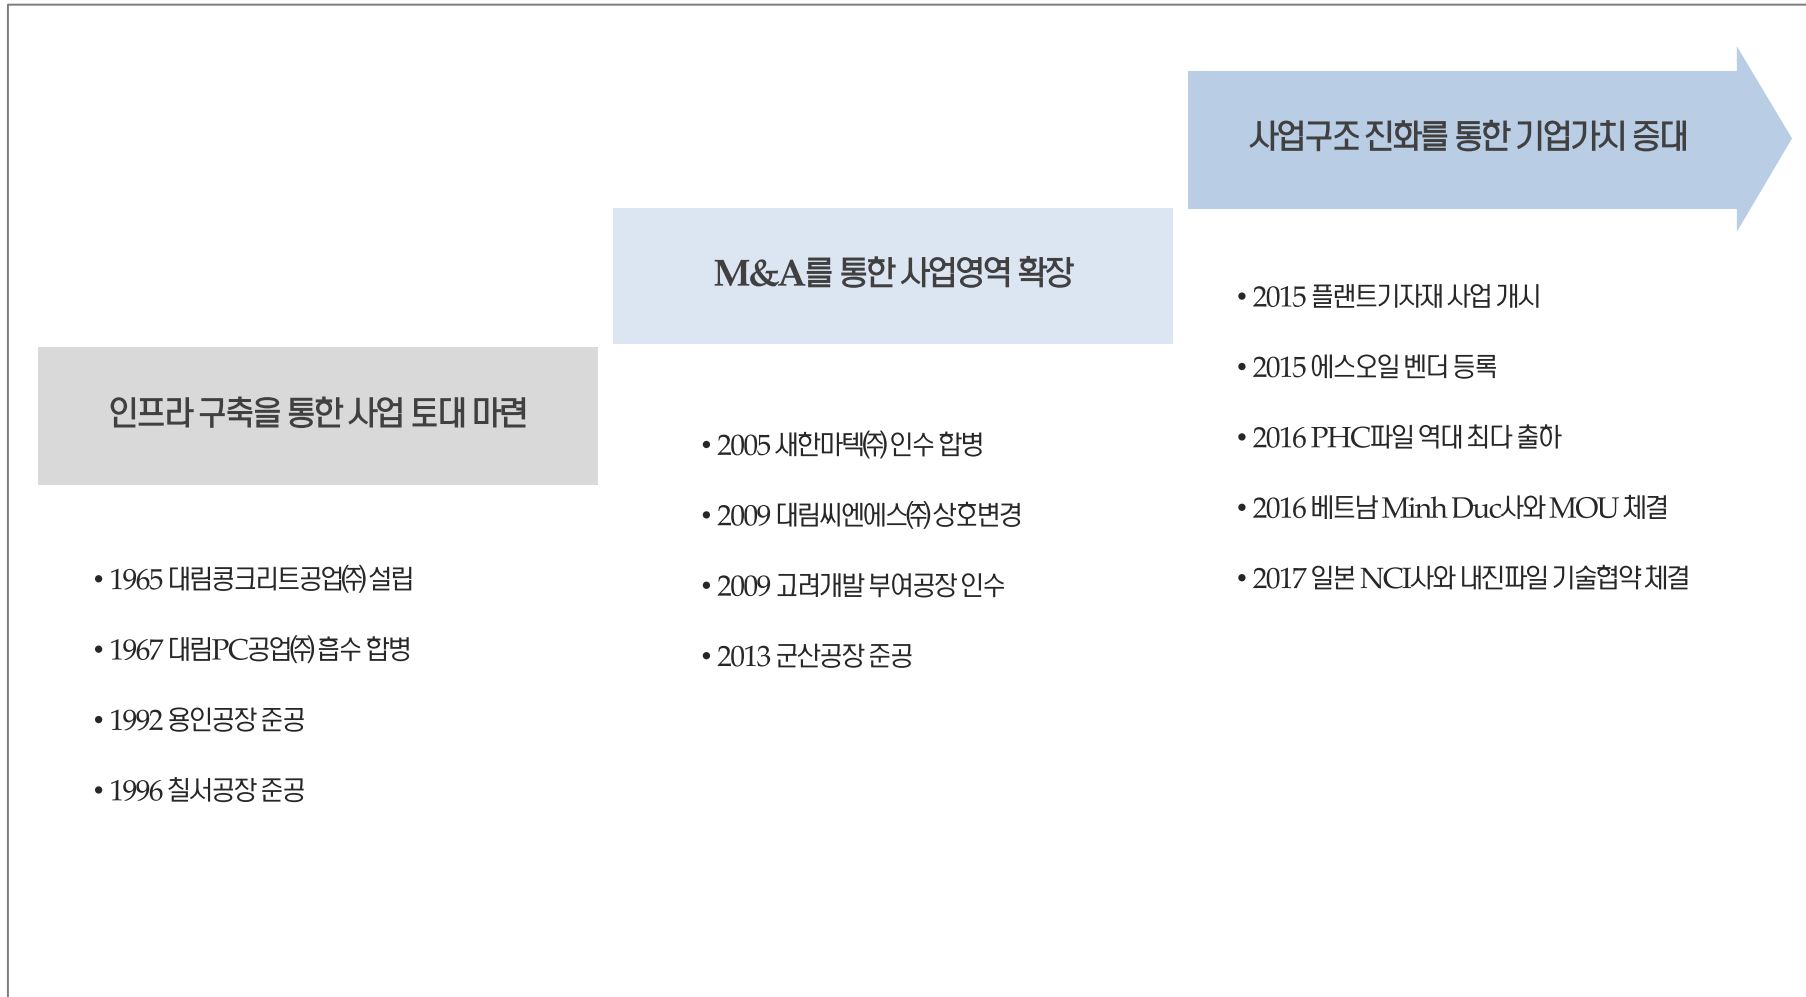 인프라 구축을 통한 사업 토대 마련
• 1965 대림콩크리트공업㈜ 설립
• 1967 대림PC공업㈜ 흡수 합병
• 1992 용인공장 준공
• 1996 칠서공장 준공
M&A를 통한 사업영역 확장
• 2005 새한마텍㈜ 인수 합병
• 2009 대림씨엔에스㈜ 상호변경
• 2009 고려개발 부여공장 인수
• 2013 군산공장 준공
사업구조 진화를 통한 기업가치 증대
• 2015 플랜트기자재 사업 개시
• 2015 에스오일 벤더 등록
• 2016 PHC파일 역대 최다 출하
• 2016 베트남 Minh Duc사와 MOU 체결
• 2017 일본 NCI사와 내진파일 기술협약 체결